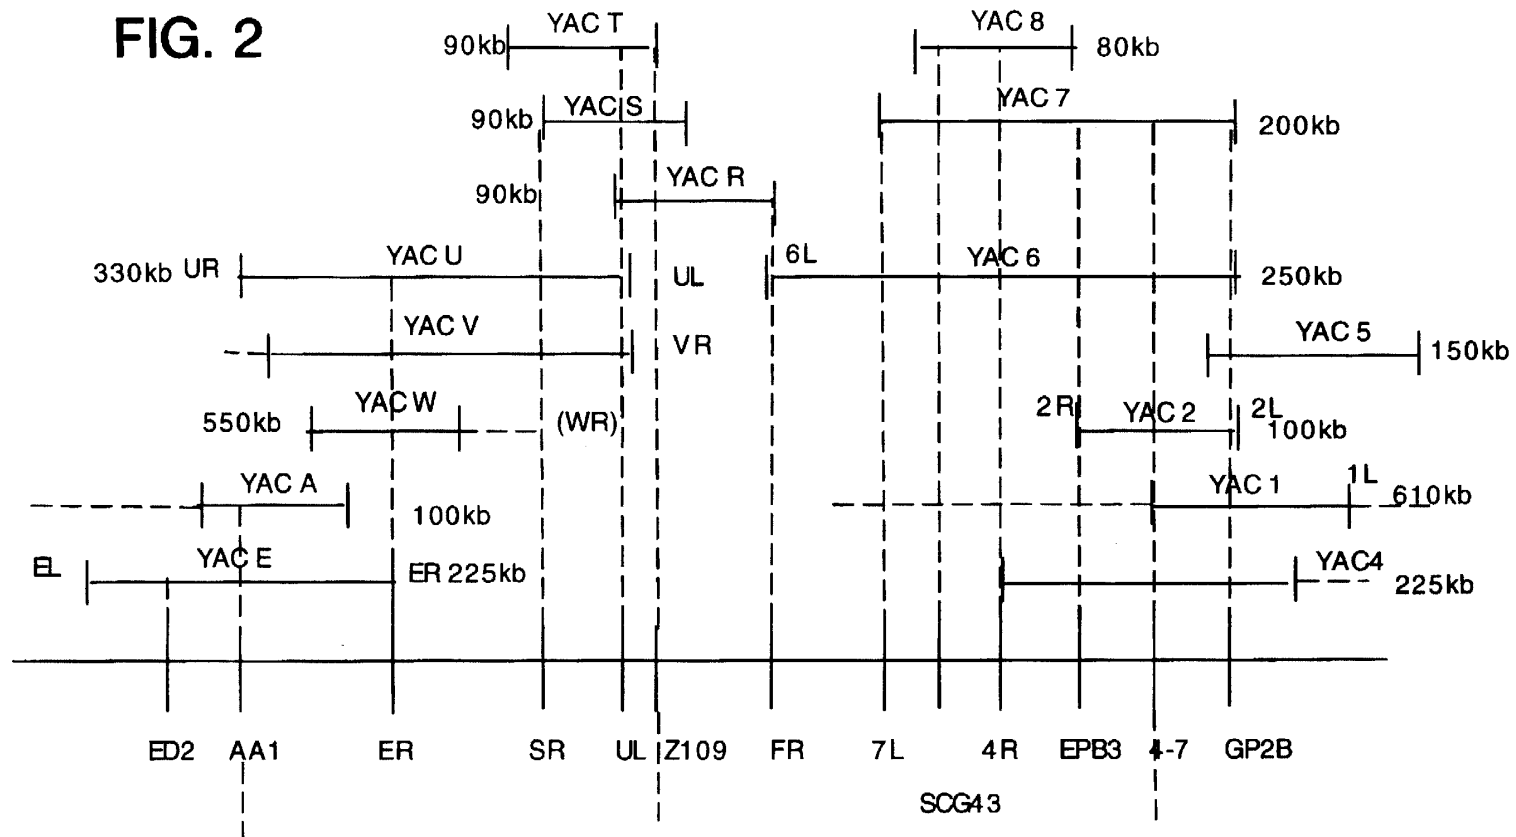 FIG. 2
YAC T
90kb
YAC 8
80kb
YAC S
90kb
YAC 7
200kb
YAC R
90kb
330kb UR
YAC U
UL
6L
YAC 6
250kb
YAC V
VR
YAC 5
150kb
550kb
YAC W
(WR)
2R
YAC 2
2L
100kb
YAC A
100kb
YAC 1
1L
610kb
EL
YAC E
ER 225kb
YAC4
225kb
ED2 AA1 ER SR UL Z109 FR 7L 4R EPB3 4-7 GP2B
SCG43